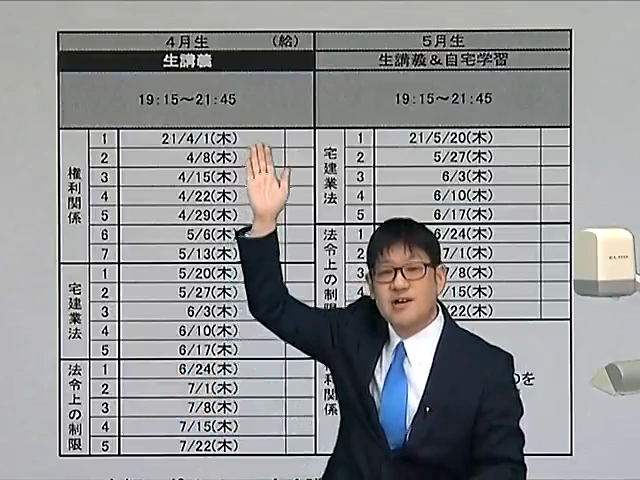 4月生 (給) 5月生
生講義 生講義＆自宅学習
19:15～21:45 19:15～21:45
権利関係
1 21/4/1(木)
2 4/8(木)
3 4/15(木)
4 4/22(木)
5 4/29(木)
6 5/6(木)
7 5/13(木)
宅建業法
1 5/20(木)
2 5/27(木)
3 6/3(木)
4 6/10(木)
5 6/17(木)
法令上の制限
1 6/24(木)
2 7/1(木)
3 7/8(木)
4 7/15(木)
5 7/22(木)
宅建業法
1 21/5/20(木)
2 5/27(木)
3 6/3(木)
4 6/10(木)
5 6/17(木)
法令上の制限
1 6/24(木)
2 7/1(木)
3 7/8(木)
4 /15(木)
/22(木)
利関係
を